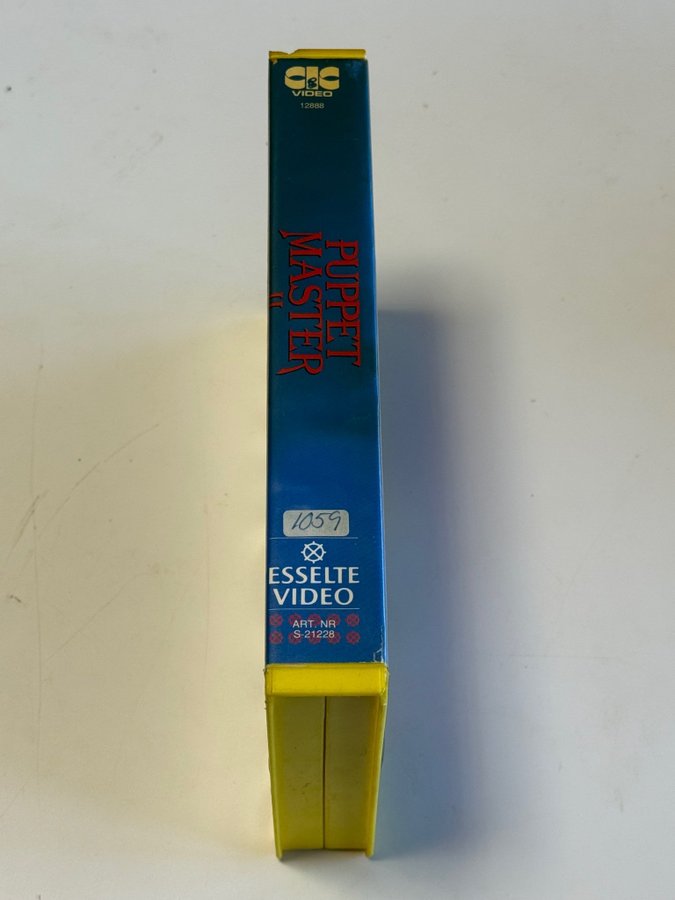 CIC
VIDEO
12888
PUPPET
MASTER
II
1059
ESSELTE
VIDEO
ART. NR
S-21228